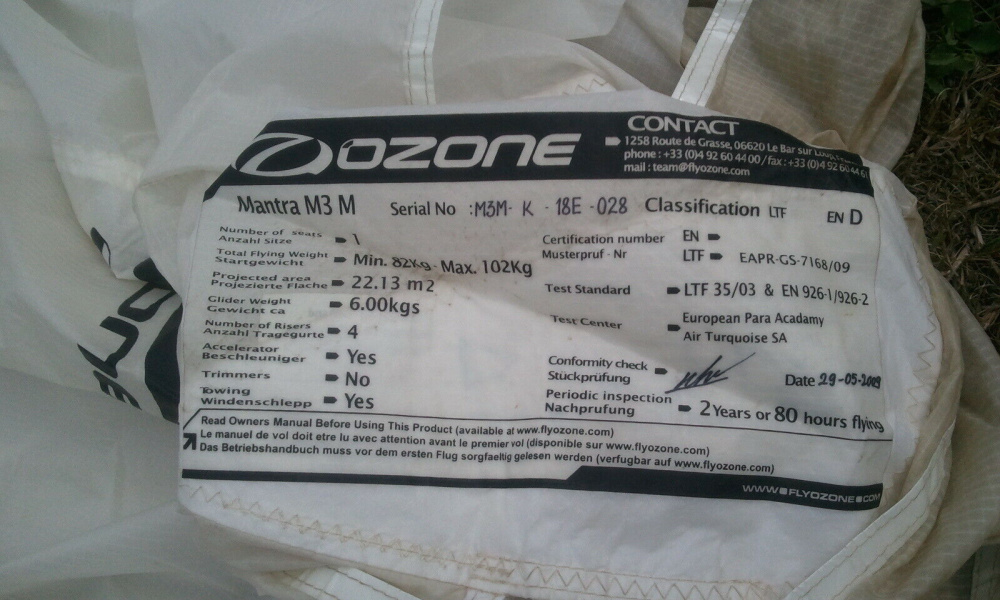 OZONE
CONTACT
1258 Route de Grasse, 06620 Le Bar sur Loup, France
phone : +33 (0)4 92 60 44 00 / fax : +33 (0)4 92 60 44 61
mail : team@flyozone.com
Mantra M3 M
Serial No :M3M- K - 18E -028
Classification LTF EN D
Number of seats 1
Anzahl Sitze
Total Flying Weight Min. 82Kg - Max. 102Kg
Startgewicht
Projected area 22.13 m2
Projezierte Flache
Glider Weight 6.00kgs
Gewicht ca
Number of Risers 4
Anzahl Tragegurte
Accelerator Yes
Beschleuniger
Trimmers No
Towing Yes
Windenschlepp
Certification number EN
Musterpruf - Nr LTF EAPR-GS-7168/09
Test Standard LTF 35/03 & EN 926-1/926-2
Test Center European Para Acadamy
Air Turquoise SA
Conformity check
Stückprüfung
Date 29-05-2009
Periodic inspection 2 Years or 80 hours flying
Nachprufung
Read Owners Manual Before Using This Product (available at www.flyozone.com)
Le manuel de vol doit etre lu avec attention avant le premier vol (disponible sur www.flyozone.com)
Das Betriebshandbuch muss vor dem ersten Flug sorgfaeltig gelesen werden (verfugbar auf www.flyozone.com)
WWW.FLYOZONE.COM